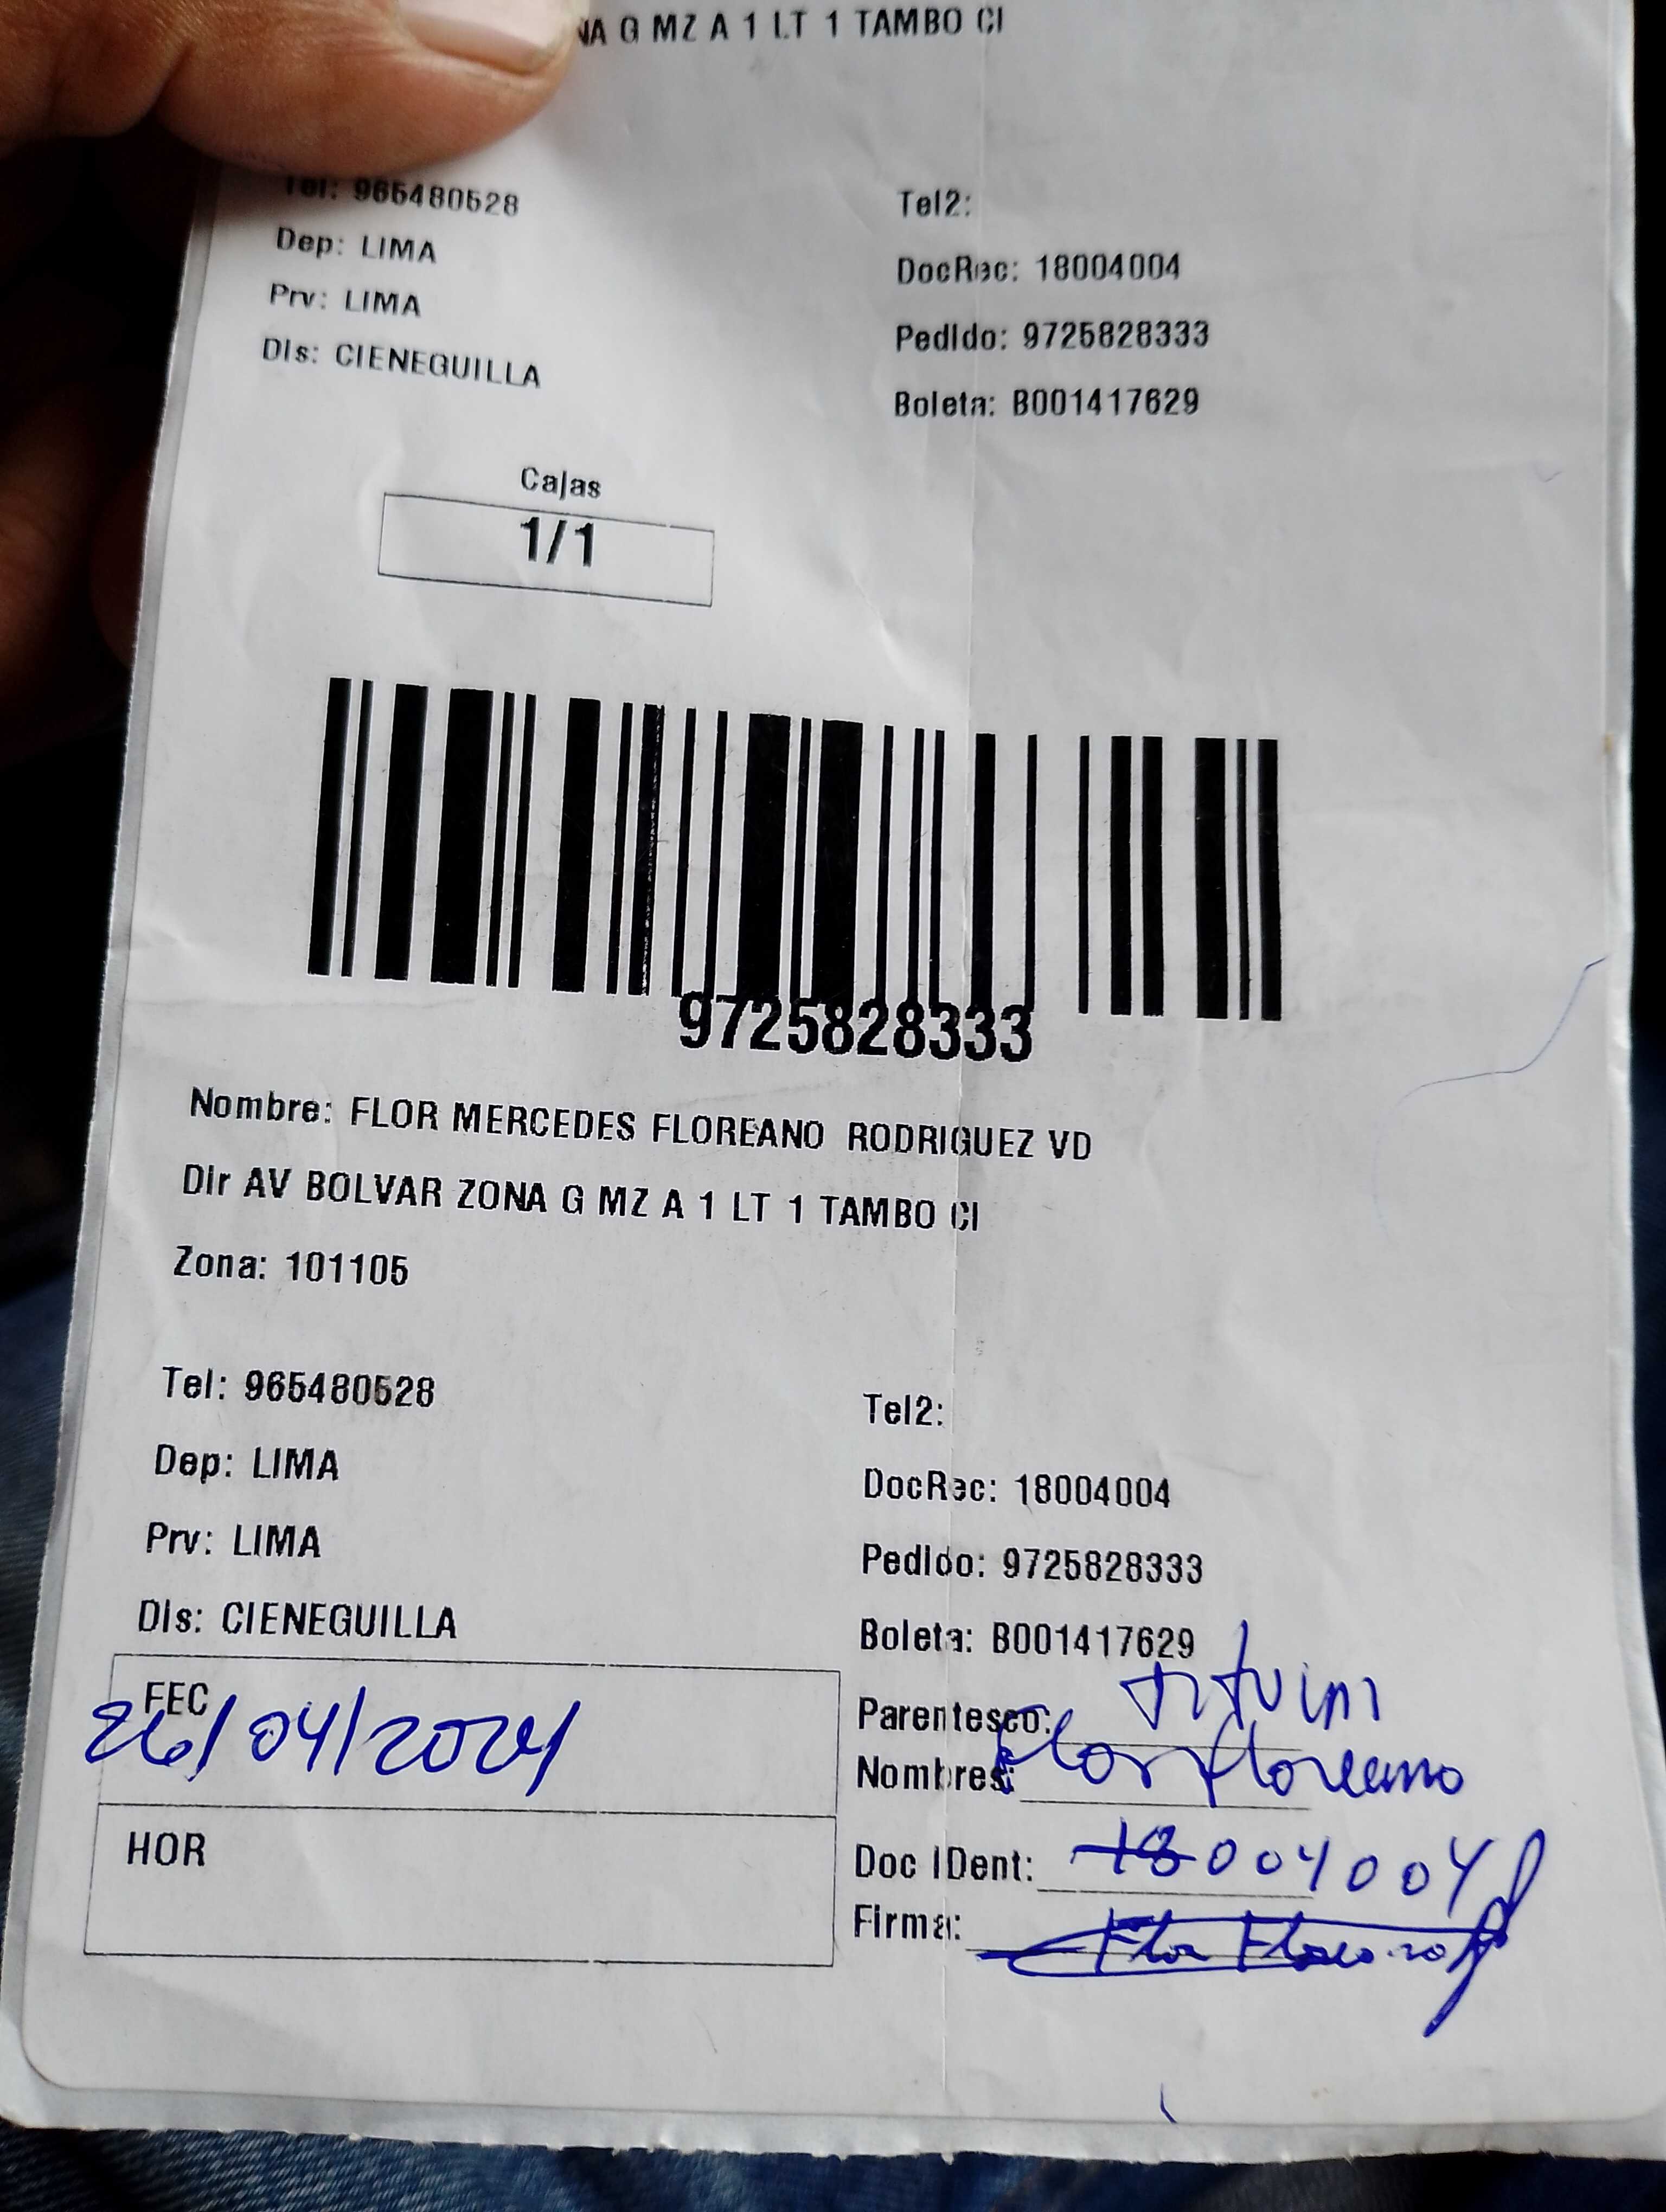 NA G MZ A 1 LT 1 TAMBO CI
Tel: 965480528
Tel2:
Dep: LIMA
DocRec: 18004004
Prv: LIMA
Pedido: 9725828333
Dis: CIENEGUILLA
Boleta: B001417629
Cajas
1/1
9725828333
Nombre: FLOR MERCEDES FLOREANO RODRIGUEZ VD
Dir AV BOLVAR ZONA G MZ A 1 LT 1 TAMBO CI
Zona: 101105
Tel: 965480528
Tel2:
Dep: LIMA
DocRec: 18004004
Prv: LIMA
Pedido: 9725828333
Dis: CIENEGUILLA
Boleta: B001417629
FEC
26/04/2024
Parentesco:
Nombres: Flor Floreano
HOR
Doc IDent: 18004004
Firma: Flor Floreano